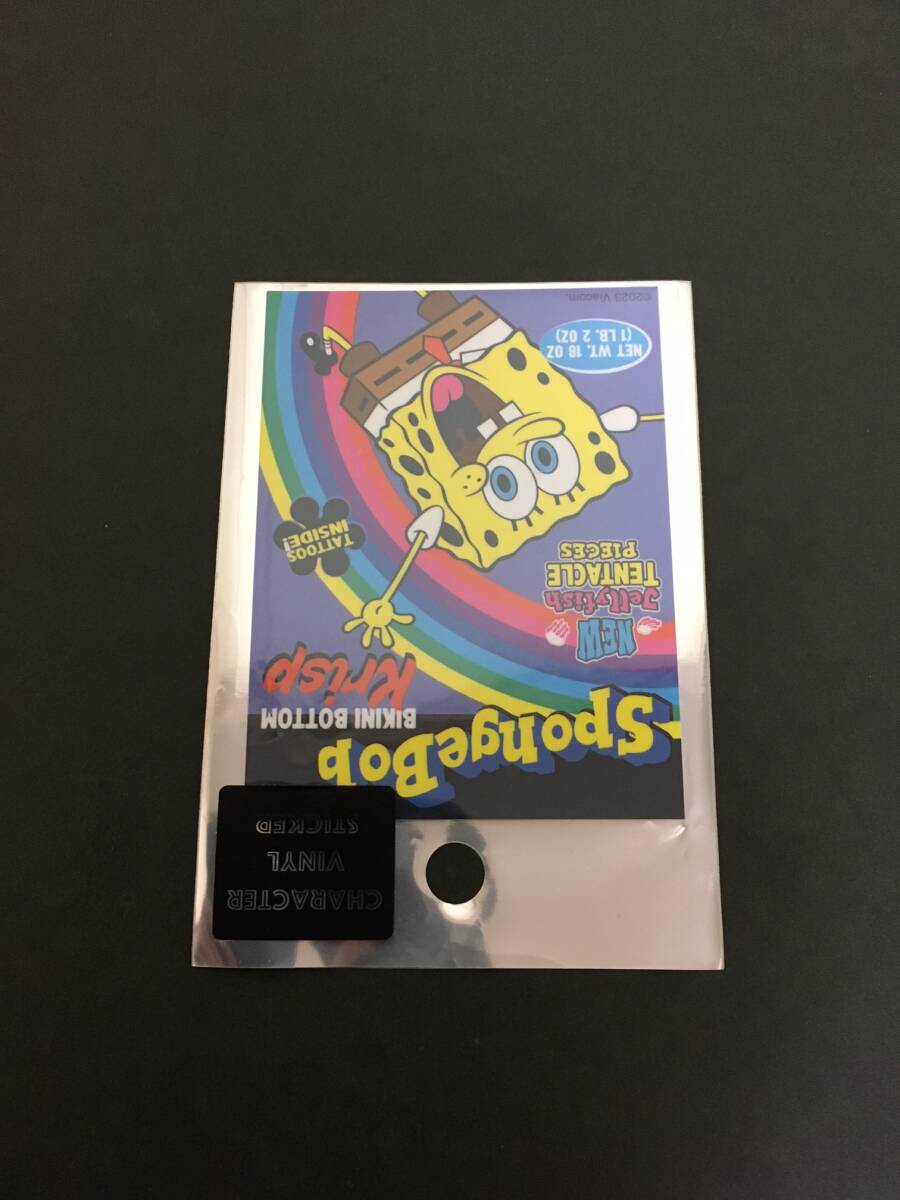 CHARACTER
VINYL
STICKER
SpongeBob
BIKINI BOTTOM
Krisp
NEW
Jellyfish
TENTACLE
PIECES
TATTOOS
INSIDE!
NET WT. 18 OZ
(1 LB. 2 OZ)
©2023 Viacom.